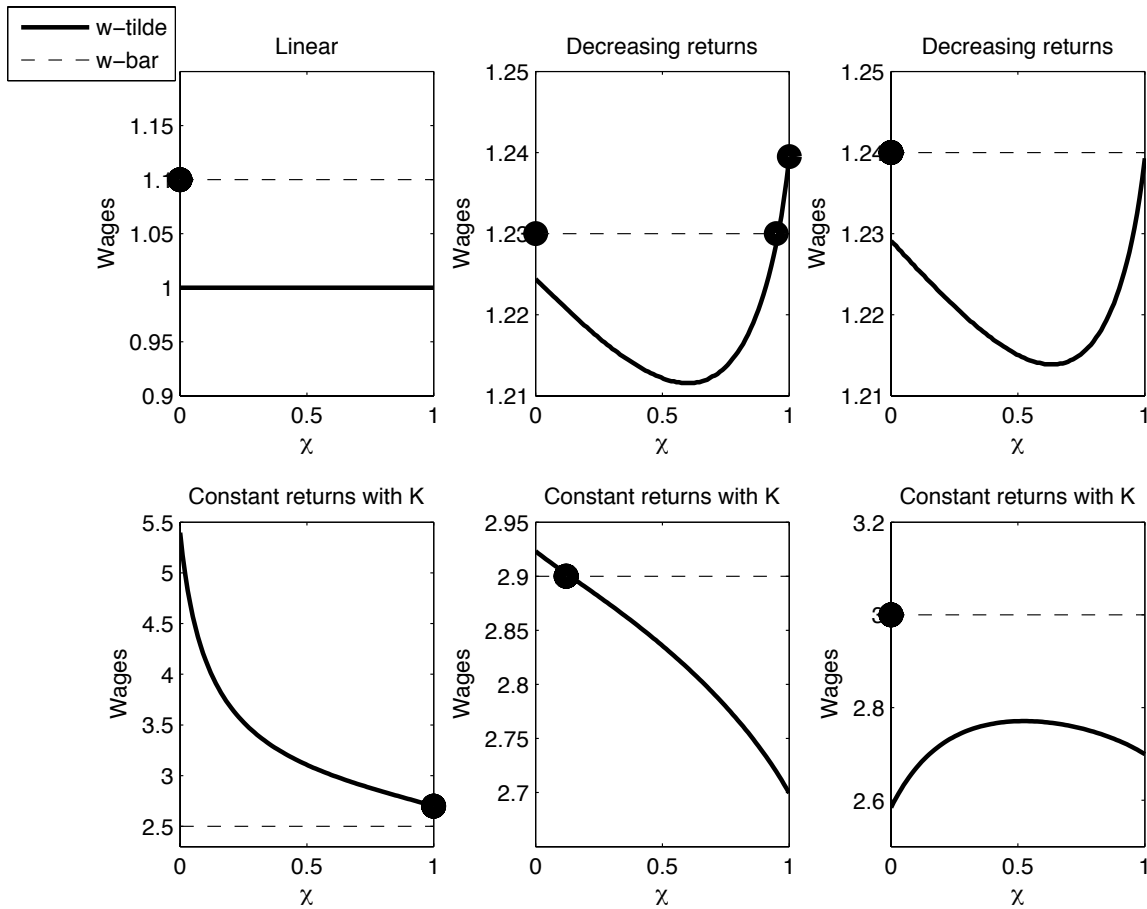 w-tilde
w-bar
Linear
Wages
1.15
1.1
1.05
1
0.95
0.9
0 0.5 1
χ
Decreasing returns
Wages
1.25
1.24
1.23
1.22
1.21
0 0.5 1
χ
Decreasing returns
Wages
1.25
1.24
1.23
1.22
1.21
0 0.5 1
χ
Constant returns with K
Wages
5.5
5
4.5
4
3.5
3
2.5
0 0.5 1
χ
Constant returns with K
Wages
2.95
2.9
2.85
2.8
2.75
2.7
0 0.5 1
χ
Constant returns with K
Wages
3.2
3
2.8
2.6
0 0.5 1
χ